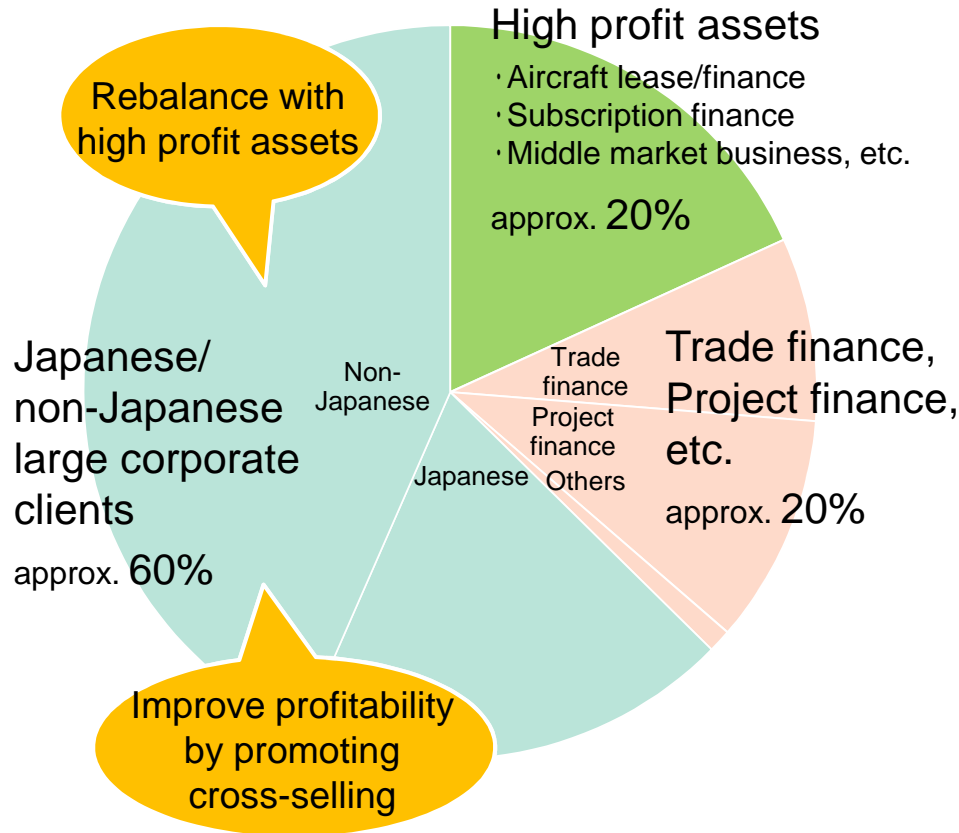 High profit assets
・Aircraft lease/finance
・Subscription finance
・Middle market business, etc.
approx. 20%
Rebalance with
high profit assets
Trade
finance
Project
finance
Others
Trade finance,
Project finance,
etc.
approx. 20%
Non-
Japanese
Japanese
Japanese/
non-Japanese
large corporate
clients
approx. 60%
Improve profitability
by promoting
cross-selling